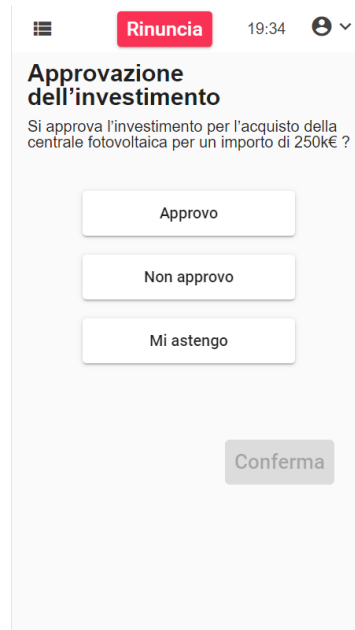 Rinuncia 19:34
Approvazione
dell’investimento
Si approva l’investimento per l’acquisto della
centrale fotovoltaica per un importo di 250k€ ?
Approvo
Non approvo
Mi astengo
Conferma